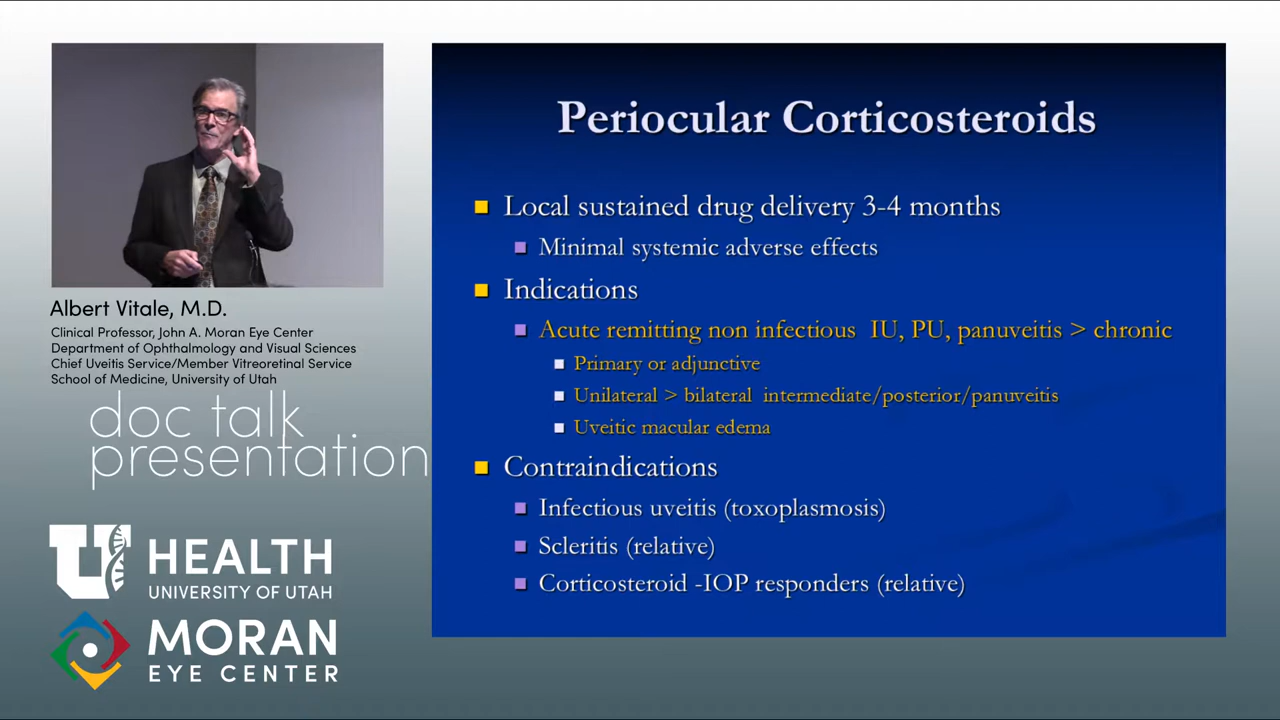 Periocular Corticosteroids
Local sustained drug delivery 3-4 months
Minimal systemic adverse effects
Indications
Acute remitting non infectious IU, PU, panuveitis > chronic
Primary or adjunctive
Unilateral > bilateral intermediate/posterior/panuveitis
Uveitic macular edema
Contraindications
Infectious uveitis (toxoplasmosis)
Scleritis (relative)
Corticosteroid -IOP responders (relative)
Albert Vitale, M.D.
Clinical Professor, John A. Moran Eye Center
Department of Ophthalmology and Visual Sciences
Chief Uveitis Service/Member Vitreoretinal Service
School of Medicine, University of Utah
doc talk
presentation
U HEALTH
UNIVERSITY OF UTAH
MORAN
EYE CENTER